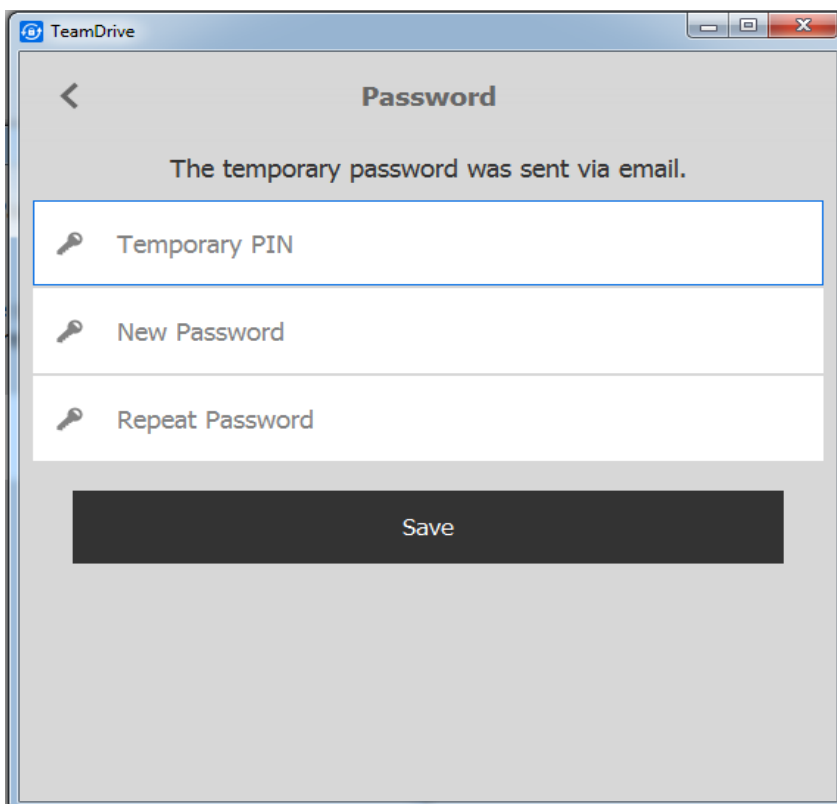 TeamDrive
Password
The temporary password was sent via email.
Temporary PIN
New Password
Repeat Password
Save